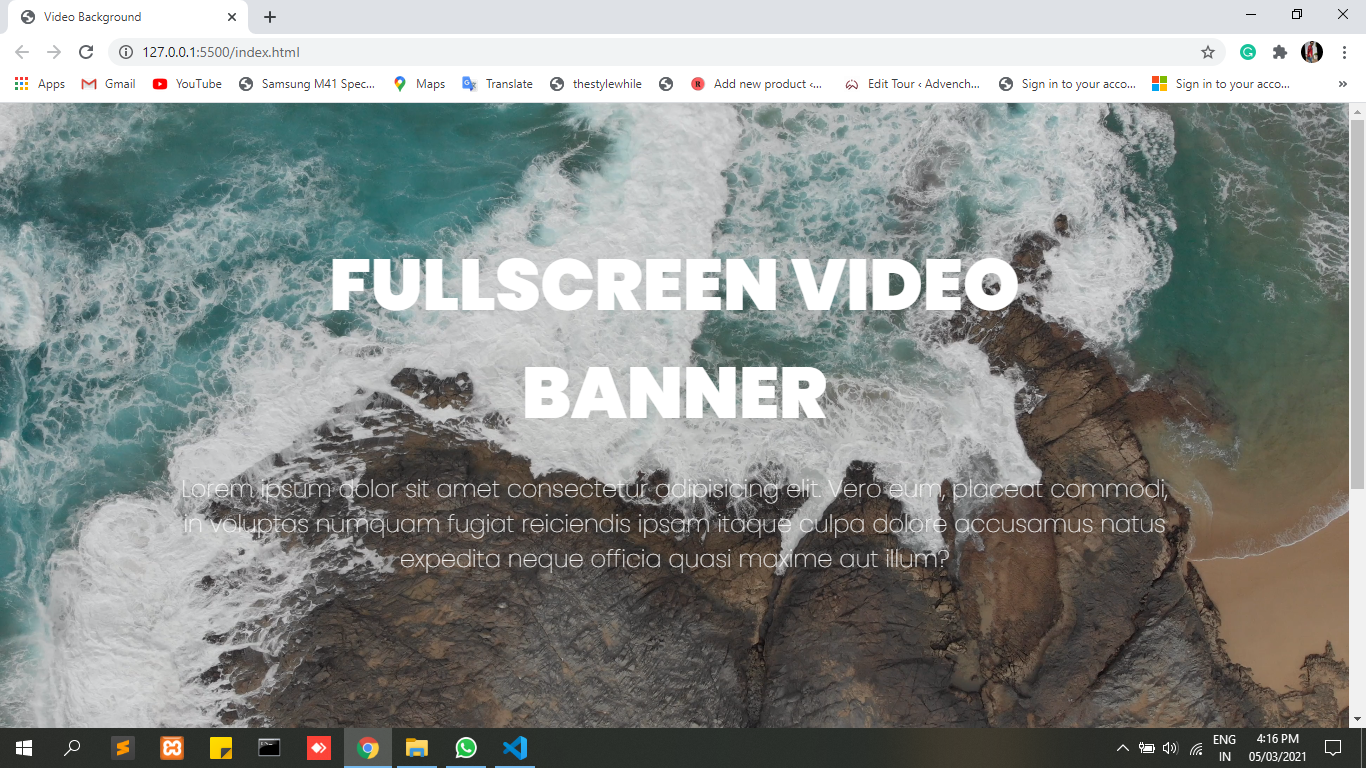 Video Background
127.0.0.1:5500/index.html
Apps
Gmail
YouTube
Samsung M41 Spec...
Maps
Translate
thestylewhile
R
Add new product ‹...
Edit Tour ‹ Advench...
Sign in to your acco...
Sign in to your acco...
»
FULLSCREEN VIDEO
BANNER
Lorem ipsum dolor sit amet consectetur adipisicing elit. Vero eum, placeat commodi,
in voluptas numquam fugiat reiciendis ipsam itaque culpa dolore accusamus natus
expedita neque officia quasi maxime aut illum?
ENG
IN
4:16 PM
05/03/2021